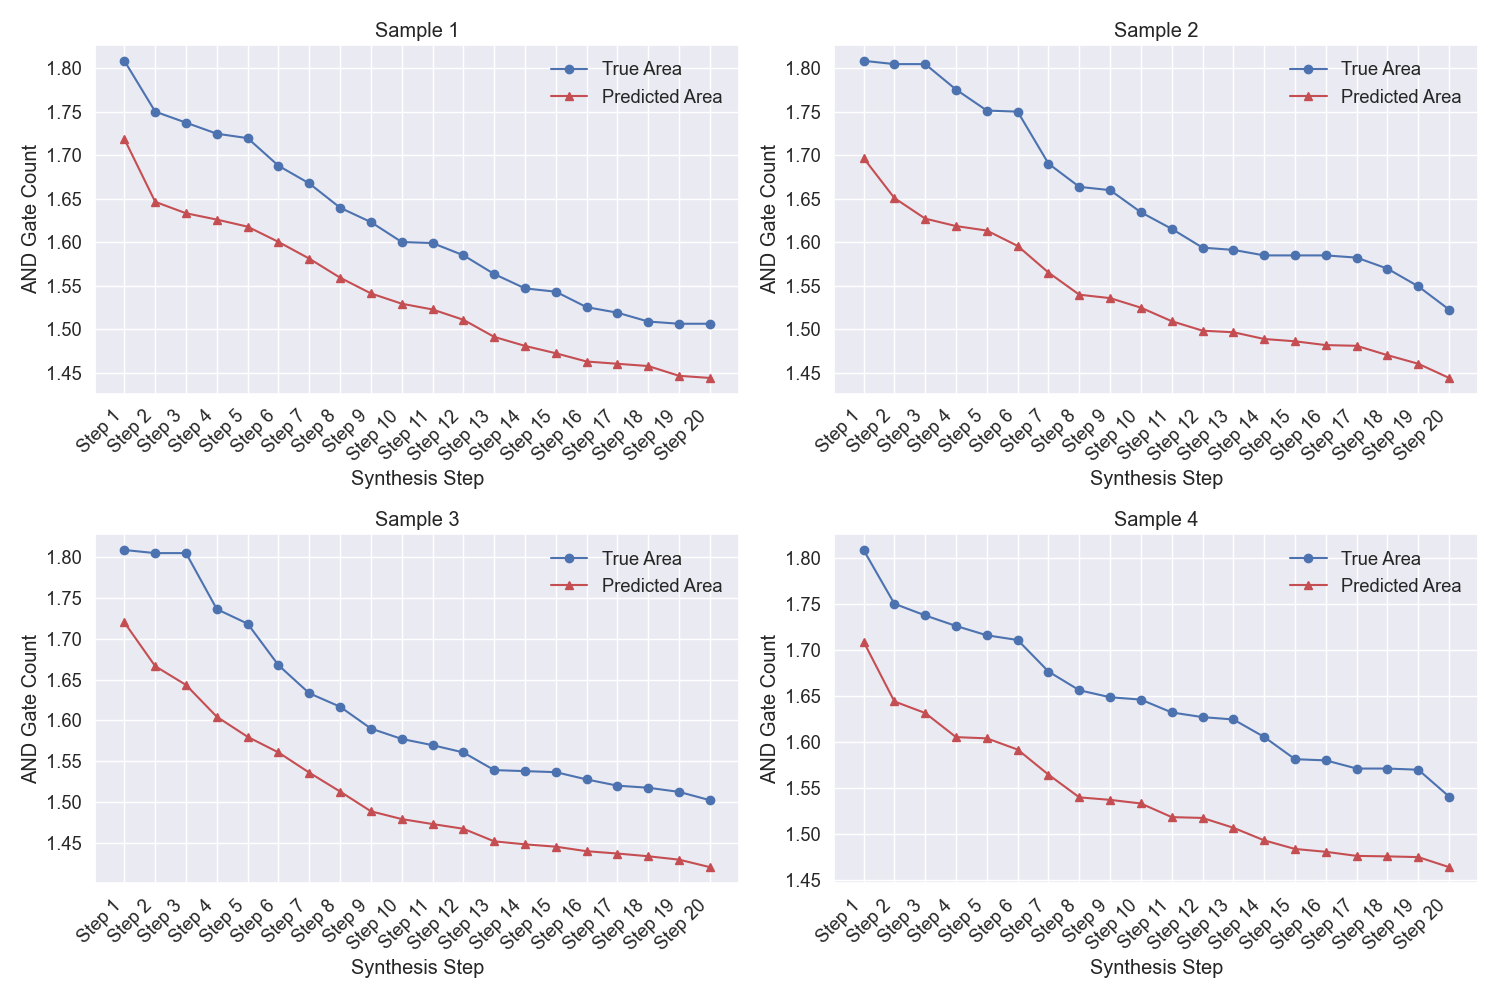 Sample 1
True Area
Predicted Area
AND Gate Count
1.80
1.75
1.70
1.65
1.60
1.55
1.50
1.45
Step 1
Step 2
Step 3
Step 4
Step 5
Step 6
Step 7
Step 8
Step 9
Step 10
Step 11
Step 12
Step 13
Step 14
Step 15
Step 16
Step 17
Step 18
Step 19
Step 20
Synthesis Step
Sample 2
True Area
Predicted Area
AND Gate Count
1.80
1.75
1.70
1.65
1.60
1.55
1.50
1.45
Step 1
Step 2
Step 3
Step 4
Step 5
Step 6
Step 7
Step 8
Step 9
Step 10
Step 11
Step 12
Step 13
Step 14
Step 15
Step 16
Step 17
Step 18
Step 19
Step 20
Synthesis Step
Sample 3
True Area
Predicted Area
AND Gate Count
1.80
1.75
1.70
1.65
1.60
1.55
1.50
1.45
Step 1
Step 2
Step 3
Step 4
Step 5
Step 6
Step 7
Step 8
Step 9
Step 10
Step 11
Step 12
Step 13
Step 14
Step 15
Step 16
Step 17
Step 18
Step 19
Step 20
Synthesis Step
Sample 4
True Area
Predicted Area
AND Gate Count
1.80
1.75
1.70
1.65
1.60
1.55
1.50
1.45
Step 1
Step 2
Step 3
Step 4
Step 5
Step 6
Step 7
Step 8
Step 9
Step 10
Step 11
Step 12
Step 13
Step 14
Step 15
Step 16
Step 17
Step 18
Step 19
Step 20
Synthesis Step